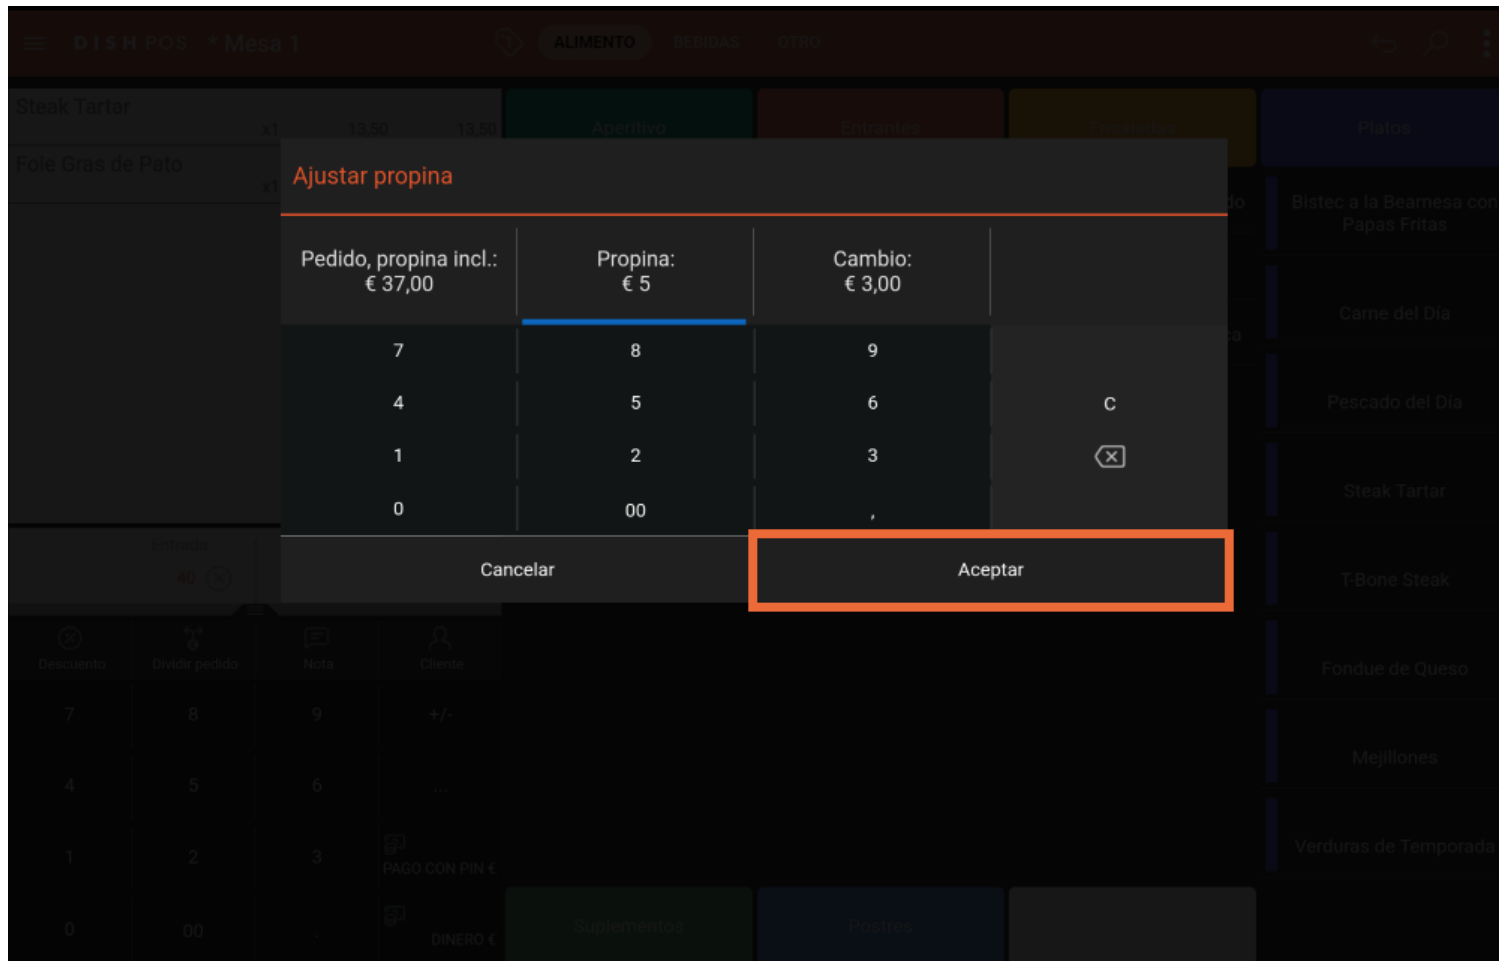 DISH POS * Mesa 1
ALIMENTO BEBIDAS OTRO
Steak Tartar
x1 13,50 13,50
Foie Gras de Pato
x1
Aperitivo
Entrantes
Platos
Ajustar propina
Pedido, propina incl.:
€ 37,00
Propina:
€ 5
Cambio:
€ 3,00
7 8 9
4 5 6 C
1 2 3
0 00 ,
Cancelar
Aceptar
Bistec a la Bearnesa con
Papas Fritas
Carne del Día
Pescado del Día
Steak Tartar
T-Bone Steak
Fondue de Queso
Mejillones
Verduras de Temporada
Entrada
40
Descuento Dividir pedido Nota Cliente
7 8 9 +/-
4 5 6 ...
1 2 3 PAGO CON PIN €
0 00 . DINERO €
Suplementos
Postres